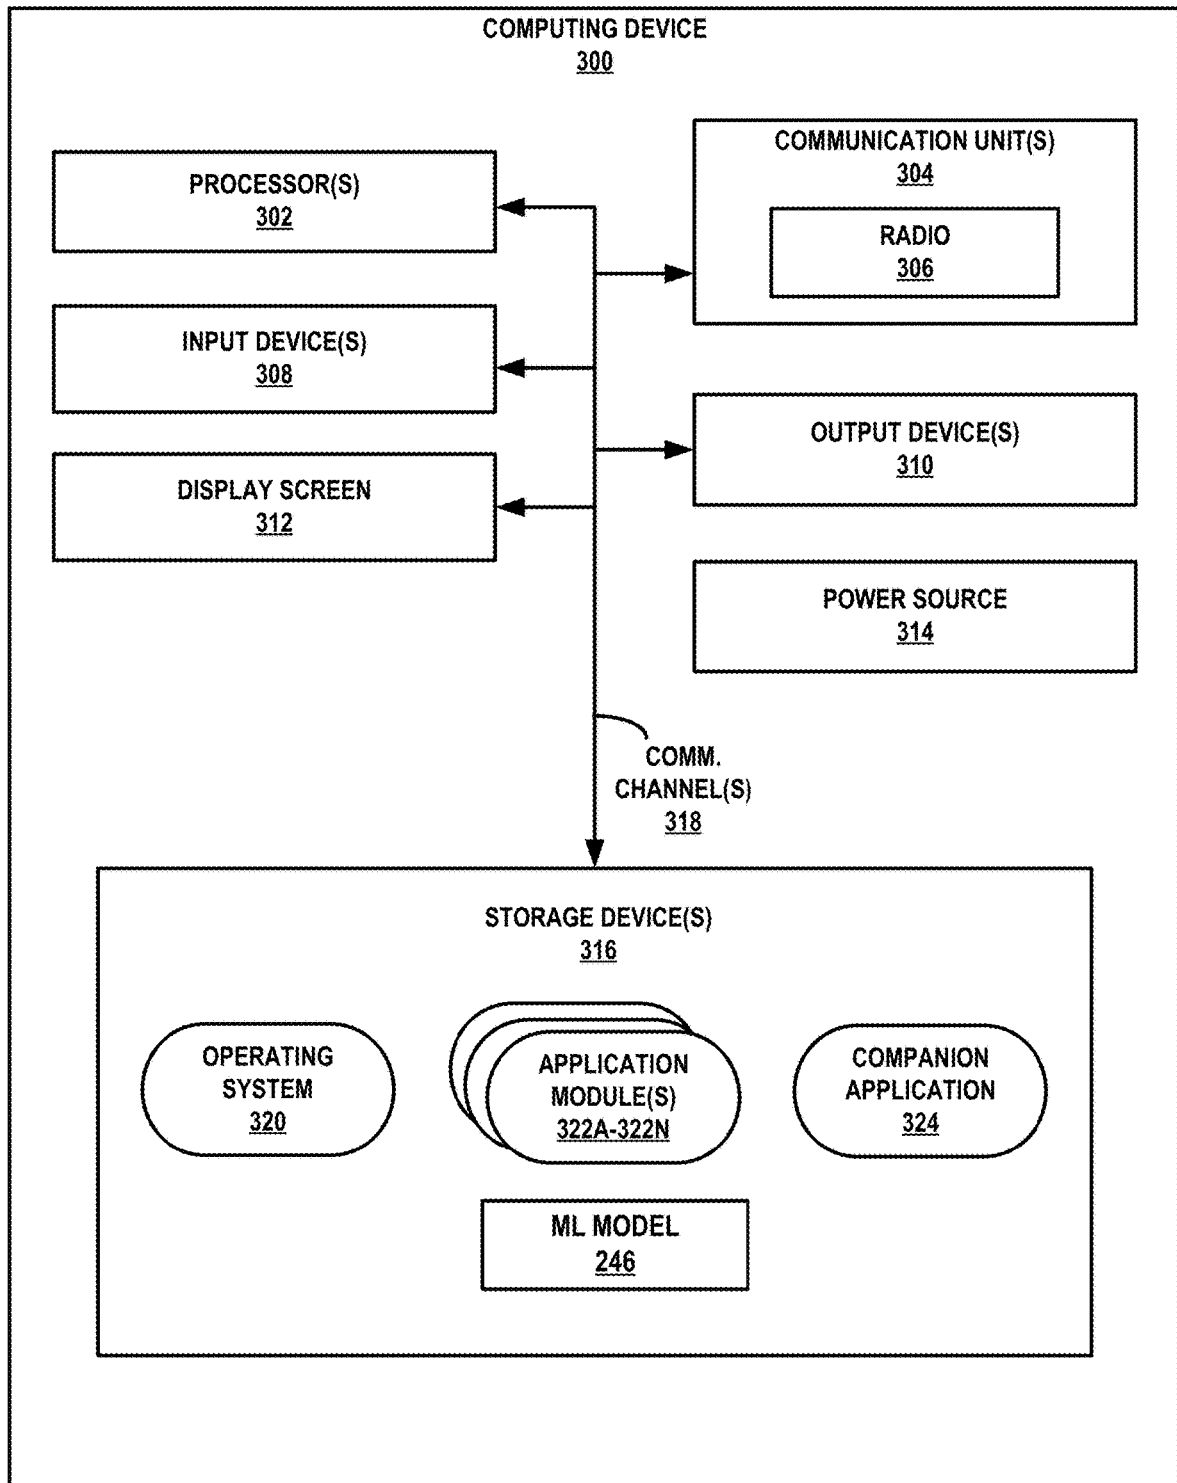 COMPUTING DEVICE
300
PROCESSOR(S)
302
COMMUNICATION UNIT(S)
304
RADIO
306
INPUT DEVICE(S)
308
OUTPUT DEVICE(S)
310
DISPLAY SCREEN
312
POWER SOURCE
314
COMM.
CHANNEL(S)
318
STORAGE DEVICE(S)
316
OPERATING
SYSTEM
320
APPLICATION
MODULE(S)
322A-322N
COMPANION
APPLICATION
324
ML MODEL
246